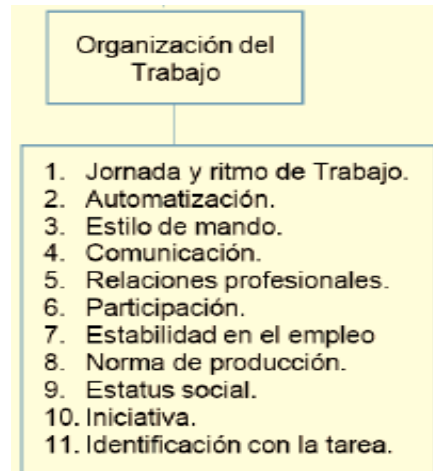 Organización del
Trabajo
1. Jornada y ritmo de Trabajo.
2. Automatización.
3. Estilo de mando.
4. Comunicación.
5. Relaciones profesionales.
6. Participación.
7. Estabilidad en el empleo
8. Norma de producción.
9. Estatus social.
10. Iniciativa.
11. Identificación con la tarea.